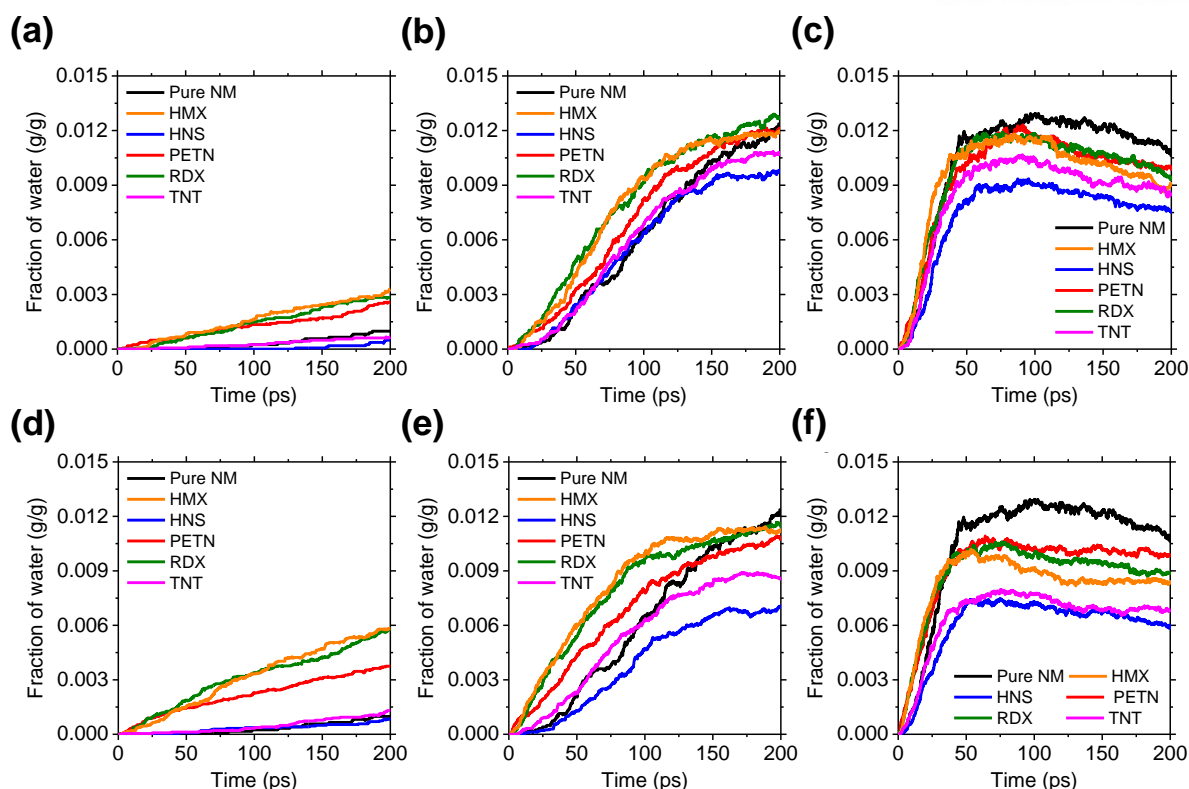 (a)
Fraction of water (g/g)
0.015
0.012
0.009
0.006
0.003
0.000
Pure NM
HMX
HNS
PETN
RDX
TNT
0 50 100 150 200
Time (ps)
(b)
Fraction of water (g/g)
0.015
0.012
0.009
0.006
0.003
0.000
Pure NM
HMX
HNS
PETN
RDX
TNT
0 50 100 150 200
Time (ps)
(c)
Fraction of water (g/g)
0.015
0.012
0.009
0.006
0.003
0.000
Pure NM
HMX
HNS
PETN
RDX
TNT
0 50 100 150 200
Time (ps)
(d)
Fraction of water (g/g)
0.015
0.012
0.009
0.006
0.003
0.000
Pure NM
HMX
HNS
PETN
RDX
TNT
0 50 100 150 200
Time (ps)
(e)
Fraction of water (g/g)
0.015
0.012
0.009
0.006
0.003
0.000
Pure NM
HMX
HNS
PETN
RDX
TNT
0 50 100 150 200
Time (ps)
(f)
Fraction of water (g/g)
0.015
0.012
0.009
0.006
0.003
0.000
Pure NM HMX
HNS PETN
RDX TNT
0 50 100 150 200
Time (ps)